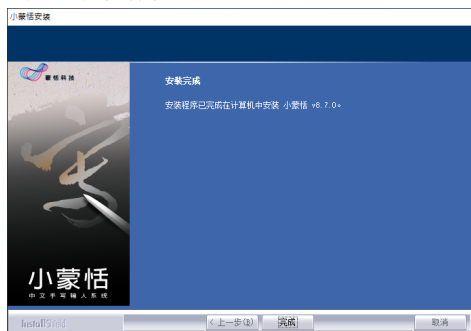 小蒙恬安装
蒙恬科技
安装完成
安装程序已完成在计算机中安装 小蒙恬 v8.7.0。
小蒙恬
中文手写输入系统
InstallShield
< 上一步(B)
完成
取消